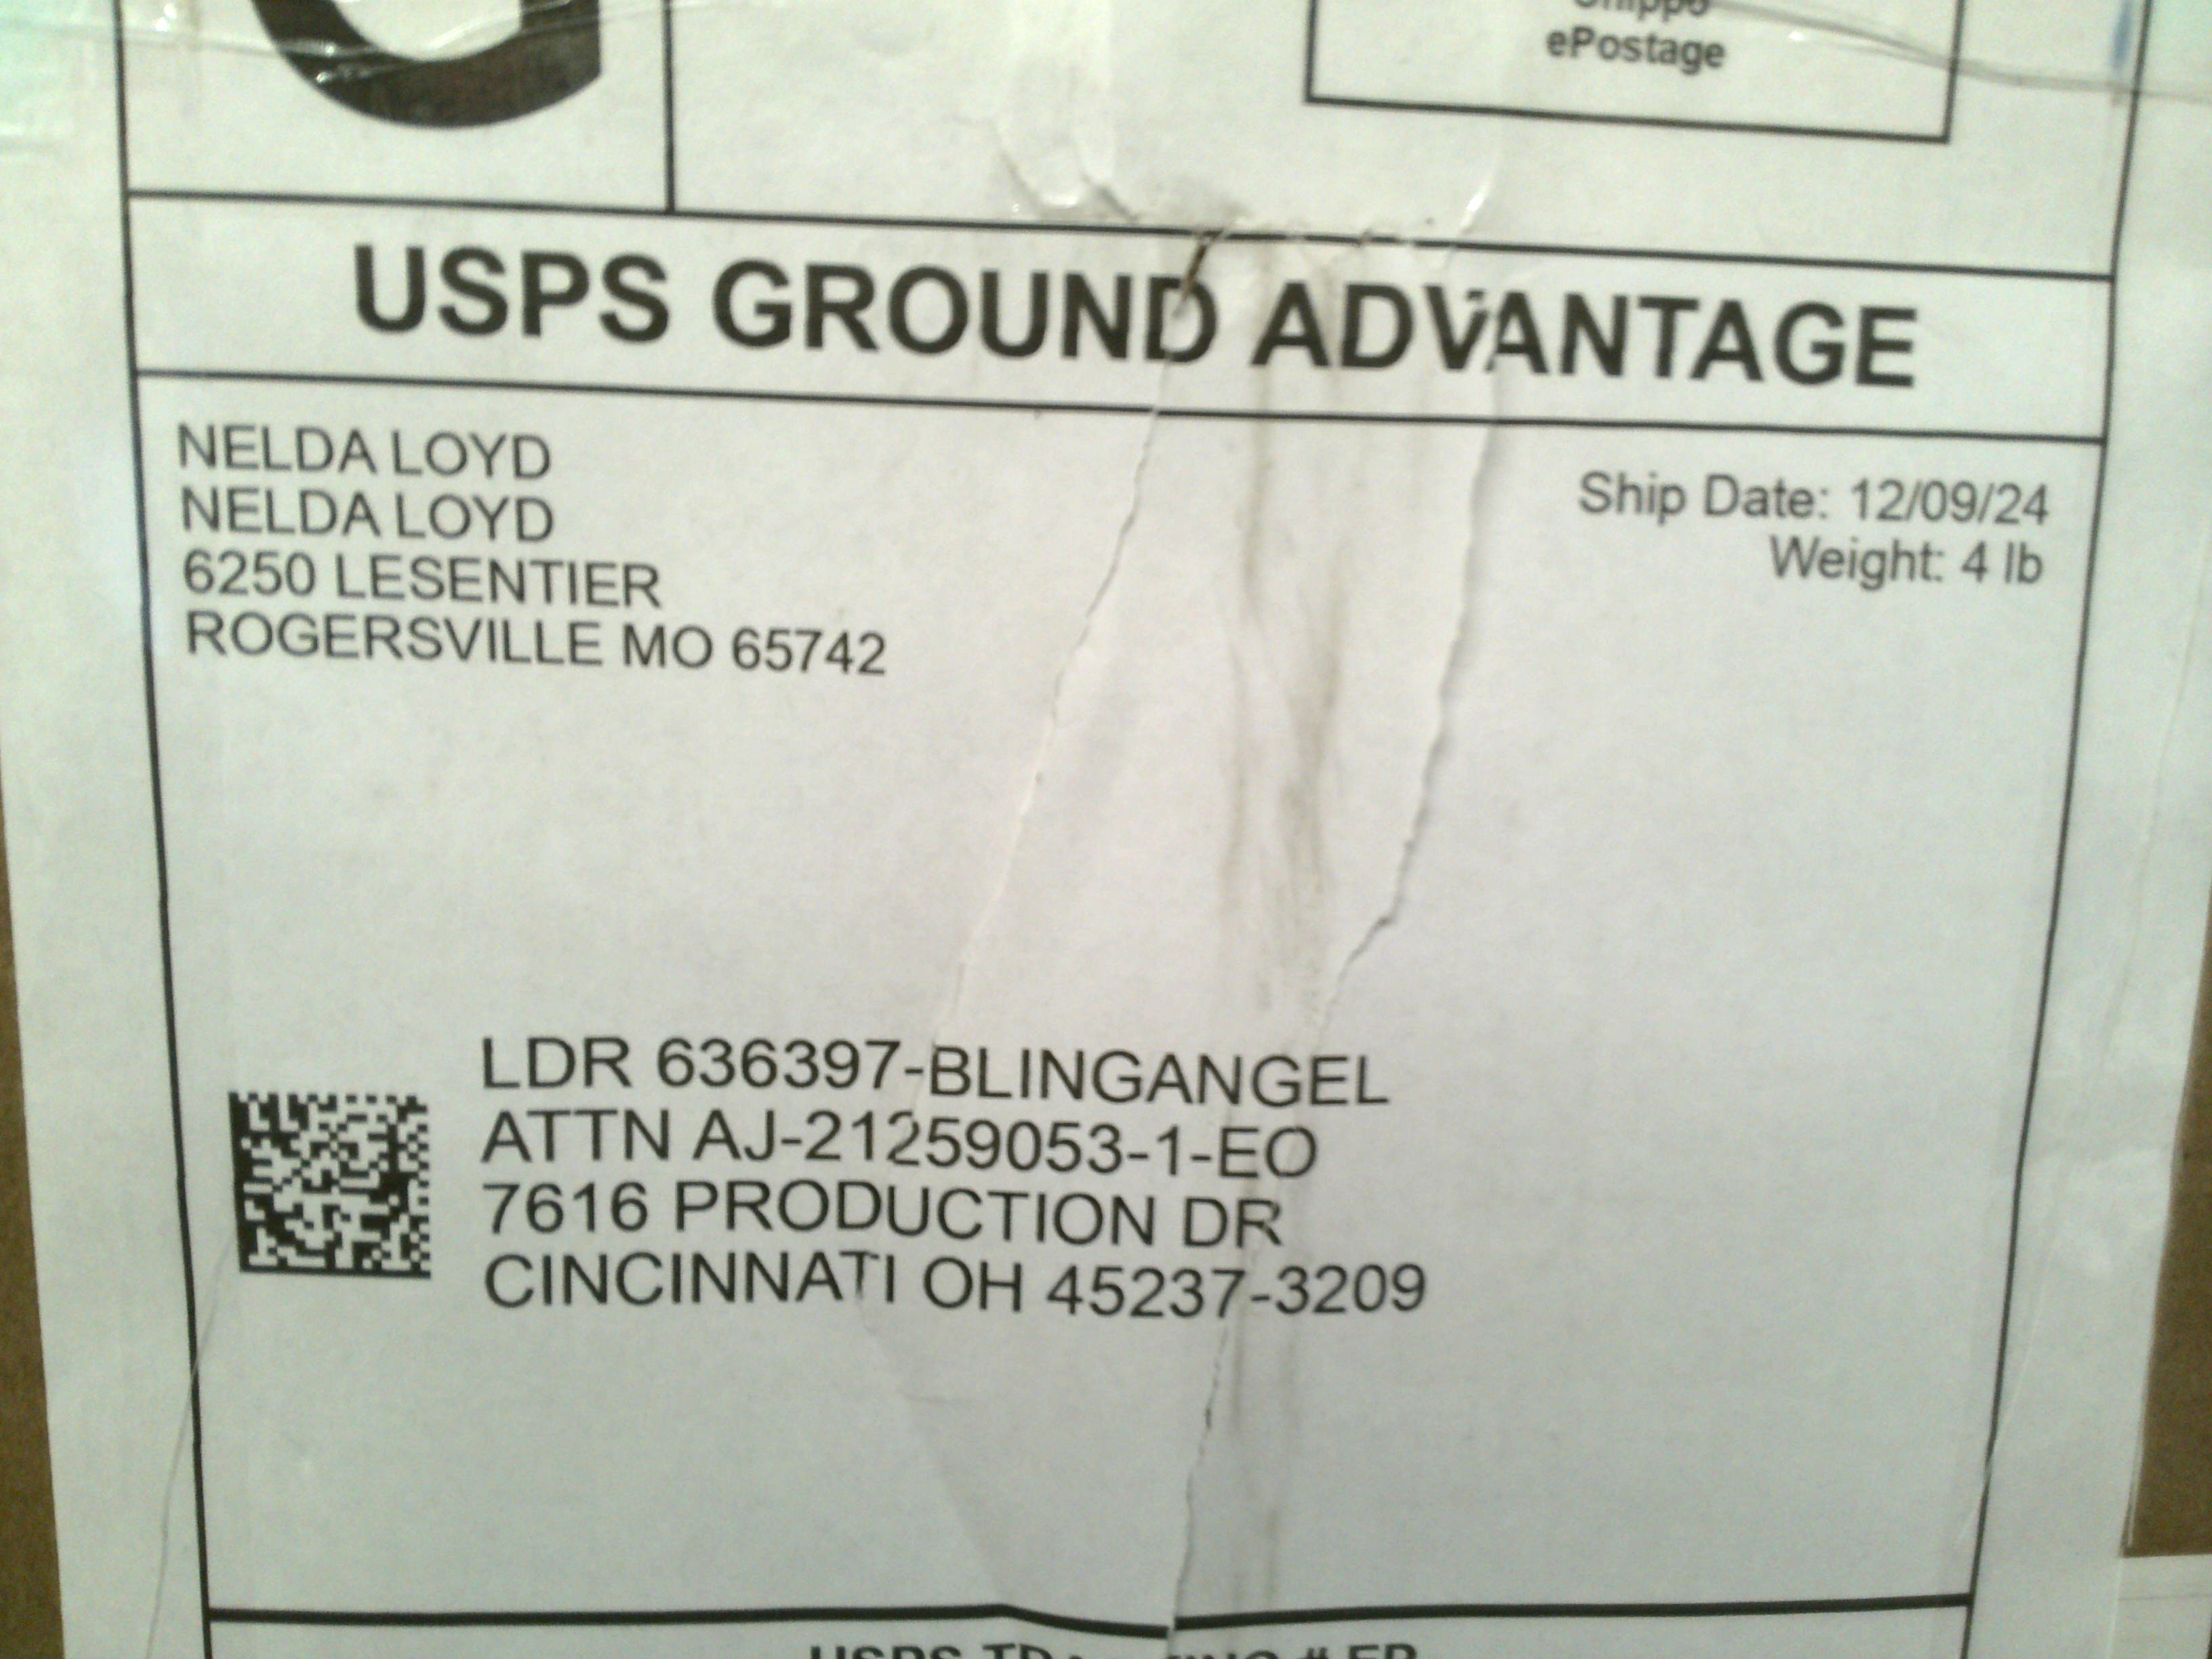 ePostage
USPS GROUND ADVANTAGE
NELDA LOYD
NELDA LOYD
6250 LESENTIER
ROGERSVILLE MO 65742
Ship Date: 12/09/24
Weight: 4 lb
LDR 636397-BLINGANGEL
ATTN AJ-21259053-1-EO
7616 PRODUCTION DR
CINCINNATI OH 45237-3209